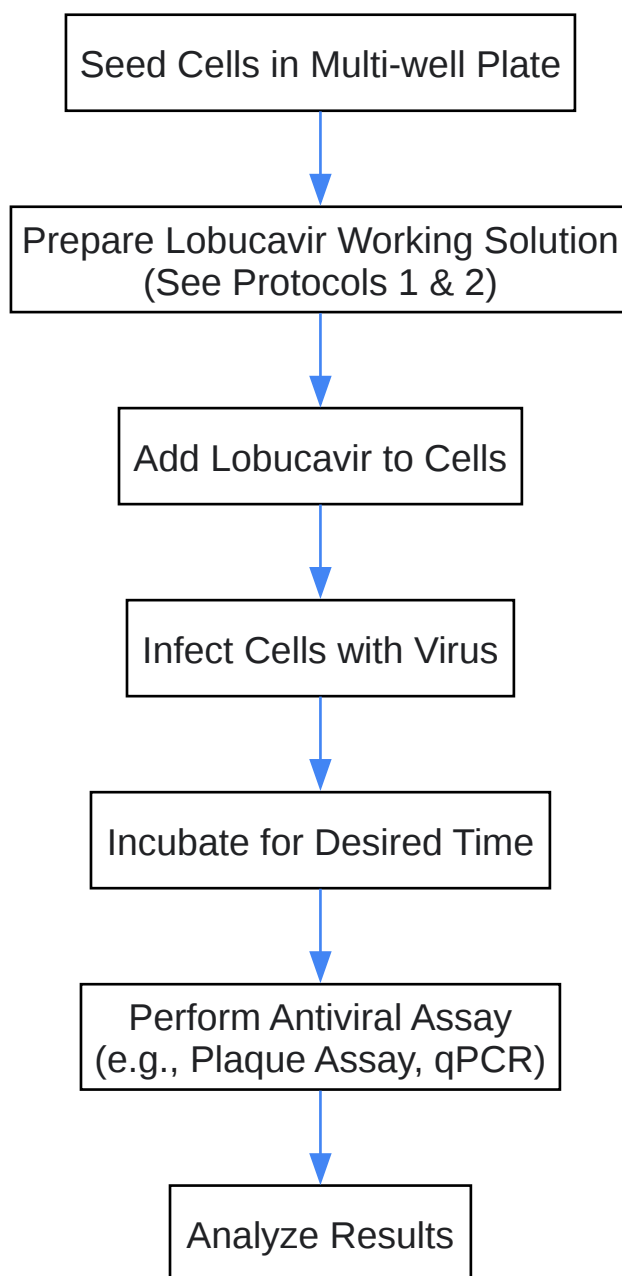 Seed Cells in Multi-well Plate
Prepare Lobucavir Working Solution
(See Protocols 1 & 2)
Add Lobucavir to Cells
Infect Cells with Virus
Incubate for Desired Time
Perform Antiviral Assay
(e.g., Plaque Assay, qPCR)
Analyze Results